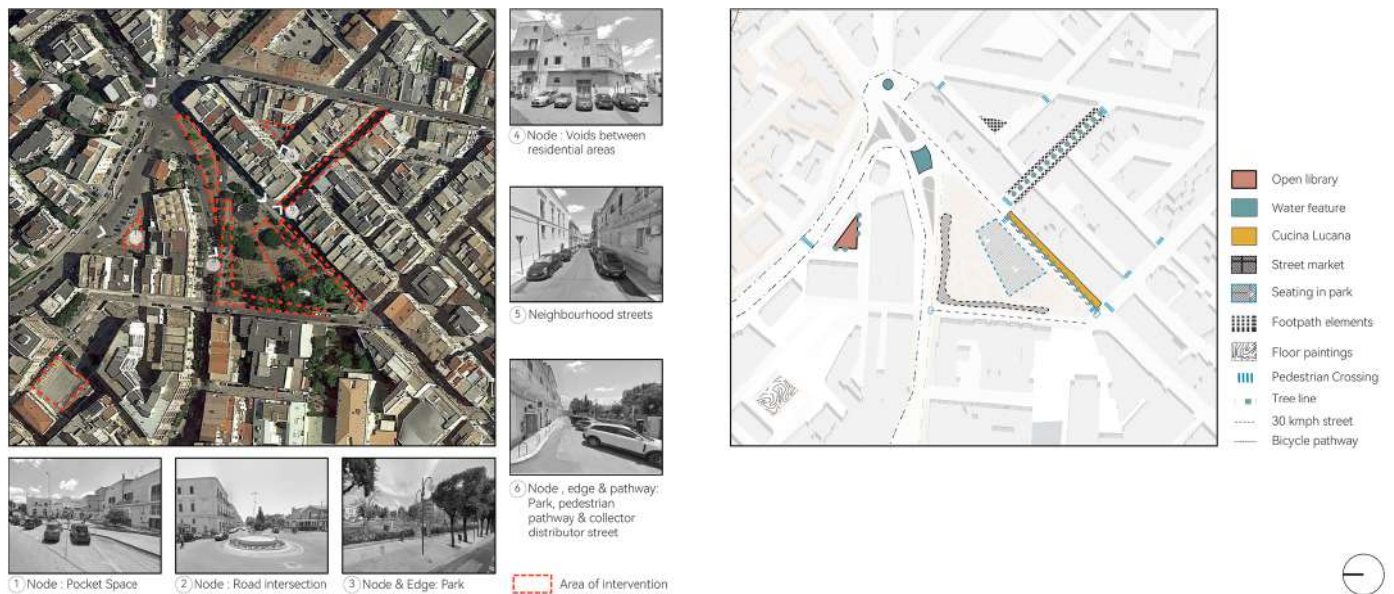 4 Node : Voids between
residential areas
5 Neighbourhood streets
6 Node , edge & pathway:
Park, pedestrian
pathway & collector
distributor street
1 Node : Pocket Space
2 Node : Road intersection
3 Node & Edge: Park
Area of intervention
Open library
Water feature
Cucina Lucana
Street market
Seating in park
Footpath elements
Floor paintings
Pedestrian Crossing
Tree line
30 kmph street
Bicycle pathway